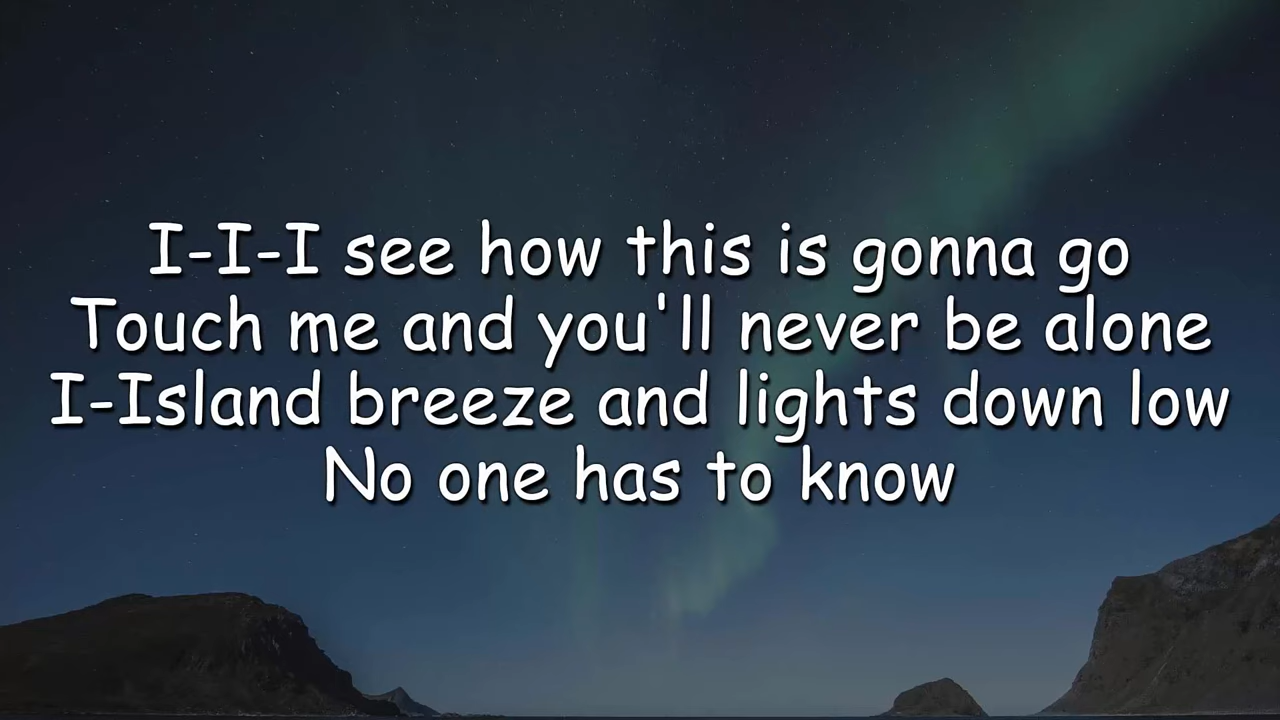 I-I-I see how this is gonna go
Touch me and you'll never be alone
I-Island breeze and lights down low
No one has to know